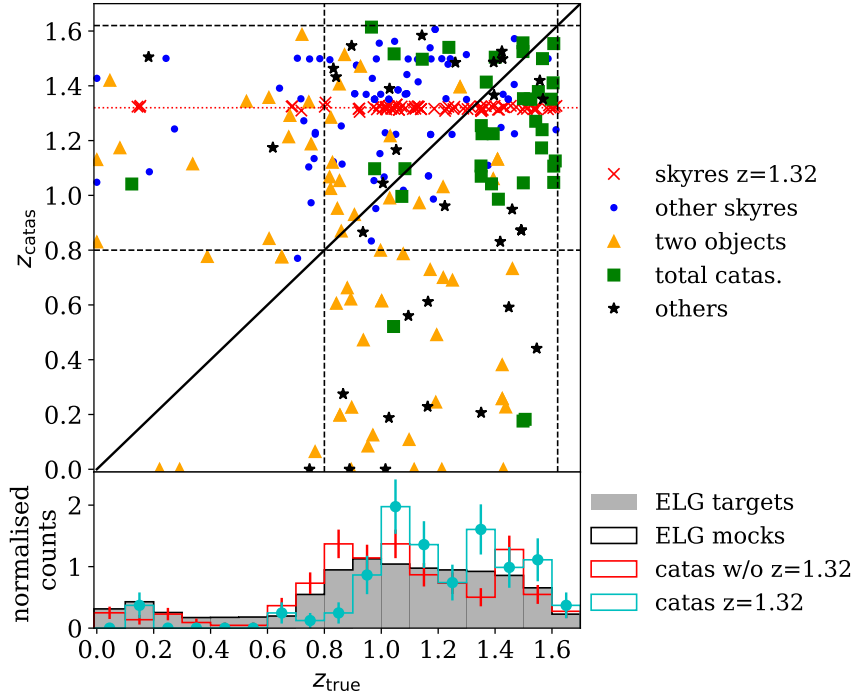 1.6
1.4
1.2
1.0
0.8
0.6
0.4
0.2
0.0
z_catas
skyres z=1.32
other skyres
two objects
total catas.
others
2
1
0
normalised
counts
ELG targets
ELG mocks
catas w/o z=1.32
catas z=1.32
0.0 0.2 0.4 0.6 0.8 1.0 1.2 1.4 1.6
z_true